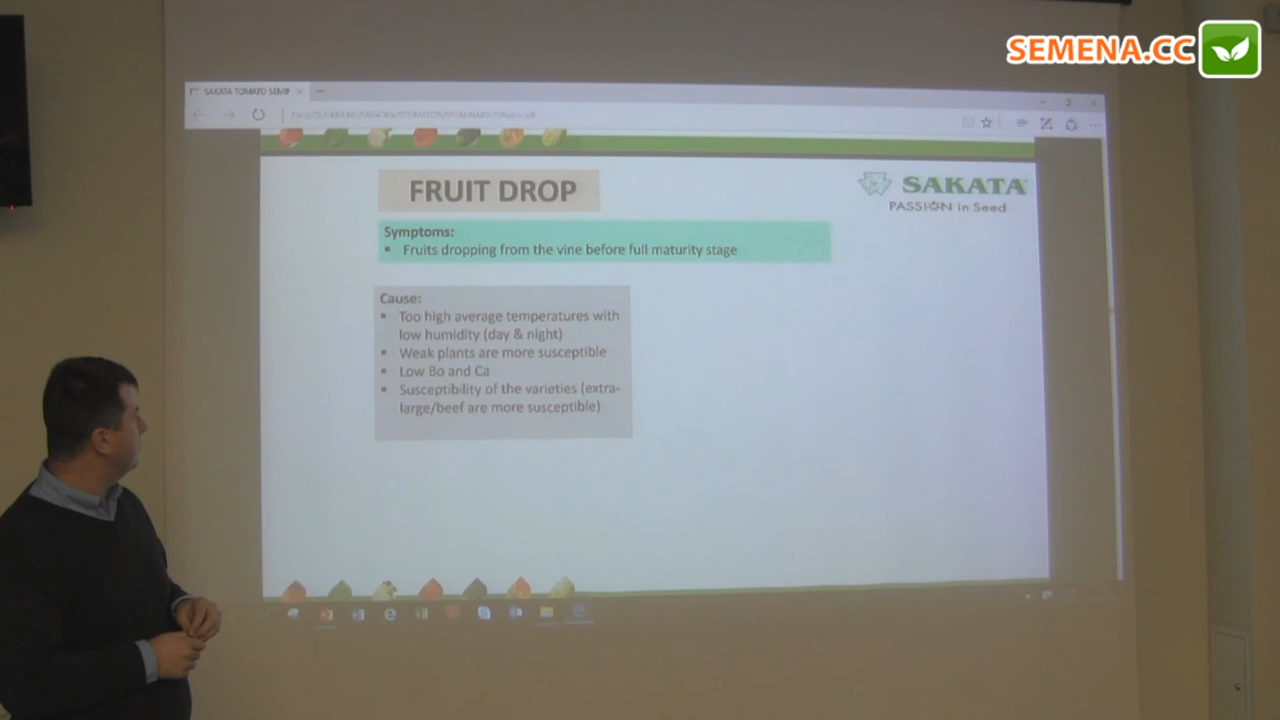 SEMENA.CC
SAKATA TOMATO SEMIN
FRUIT DROP
SAKATA
PASSION in Seed
Symptoms:
▪ Fruits dropping from the vine before full maturity stage
Cause:
▪ Too high average temperatures with
low humidity (day & night)
▪ Weak plants are more susceptible
▪ Low Bo and Ca
▪ Susceptibility of the varieties (extra-
large/beef are more susceptible)